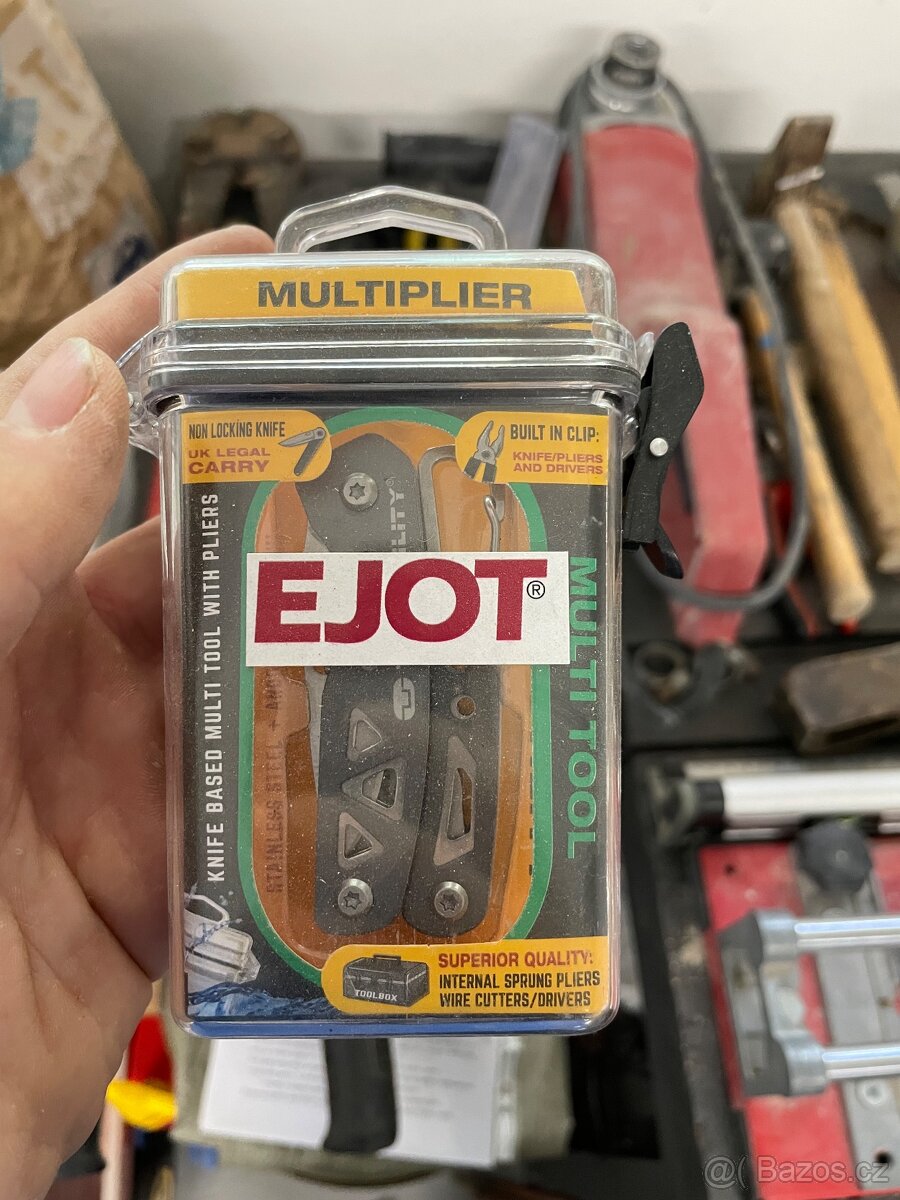 MULTIPLIER
NON LOCKING KNIFE
UK LEGAL
CARRY
BUILT IN CLIP:
KNIFE/PLIERS
AND DRIVERS
KNIFE BASED MULTI TOOL WITH PLIERS
EJOT®
MULTI TOOL
STAINLESS STEEL +
SUPERIOR QUALITY:
INTERNAL SPRUNG PLIERS
WIRE CUTTERS/DRIVERS
TOOLBOX
Bazos.cz